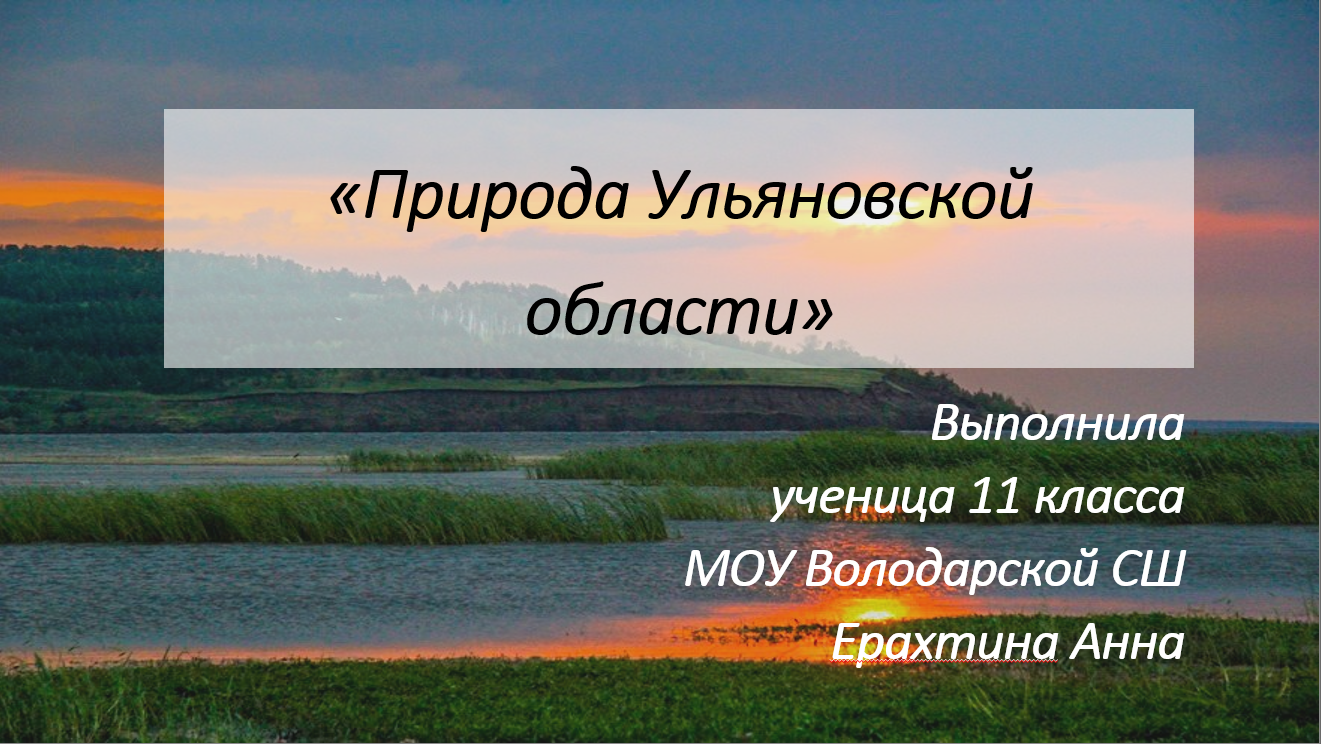 «Природа Ульяновской
области»
Выполнила
ученица 11 класса
МОУ Володарской СШ
Ерахтина Анна